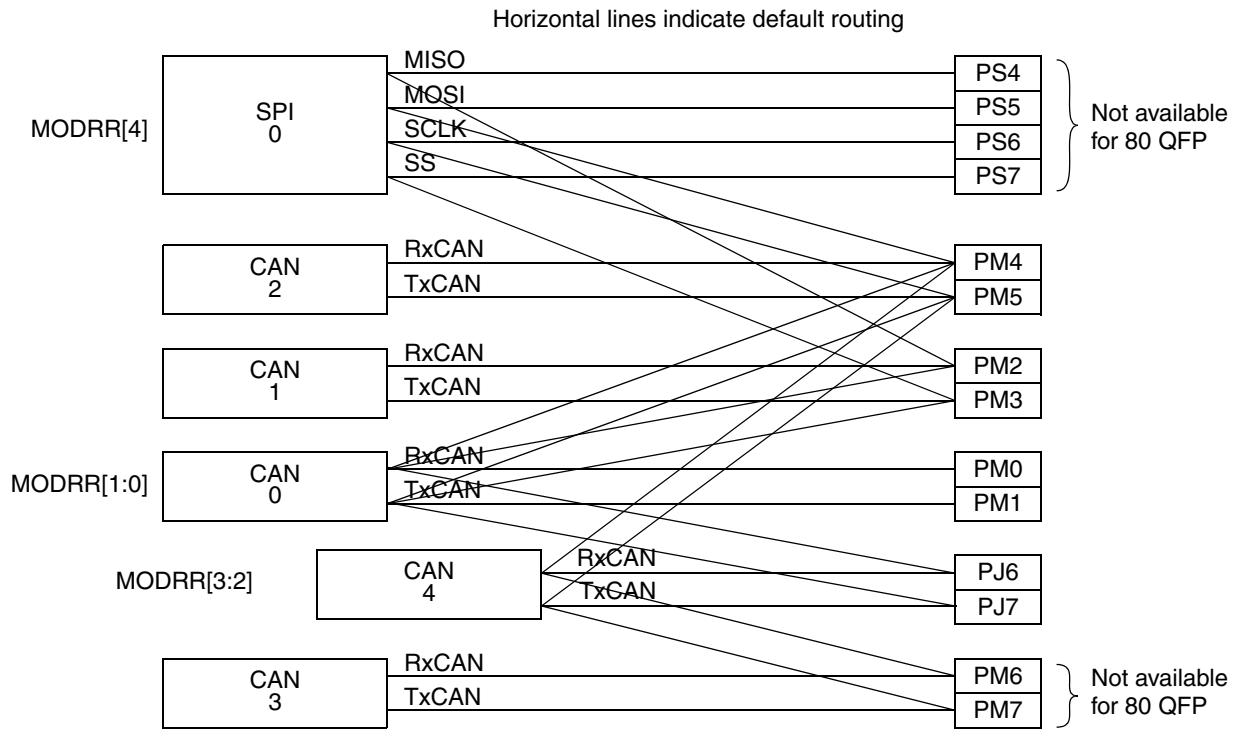 Horizontal lines indicate default routing
MODRR[4]
SPI
0
MISO
MOSI
SCLK
SS
PS4
PS5
PS6
PS7
Not available
for 80 QFP
CAN
2
RxCAN
TxCAN
PM4
PM5
CAN
1
RxCAN
TxCAN
PM2
PM3
MODRR[1:0]
CAN
0
RxCAN
TxCAN
PM0
PM1
MODRR[3:2]
CAN
4
RxCAN
TxCAN
PJ6
PJ7
CAN
3
RxCAN
TxCAN
PM6
PM7
Not available
for 80 QFP